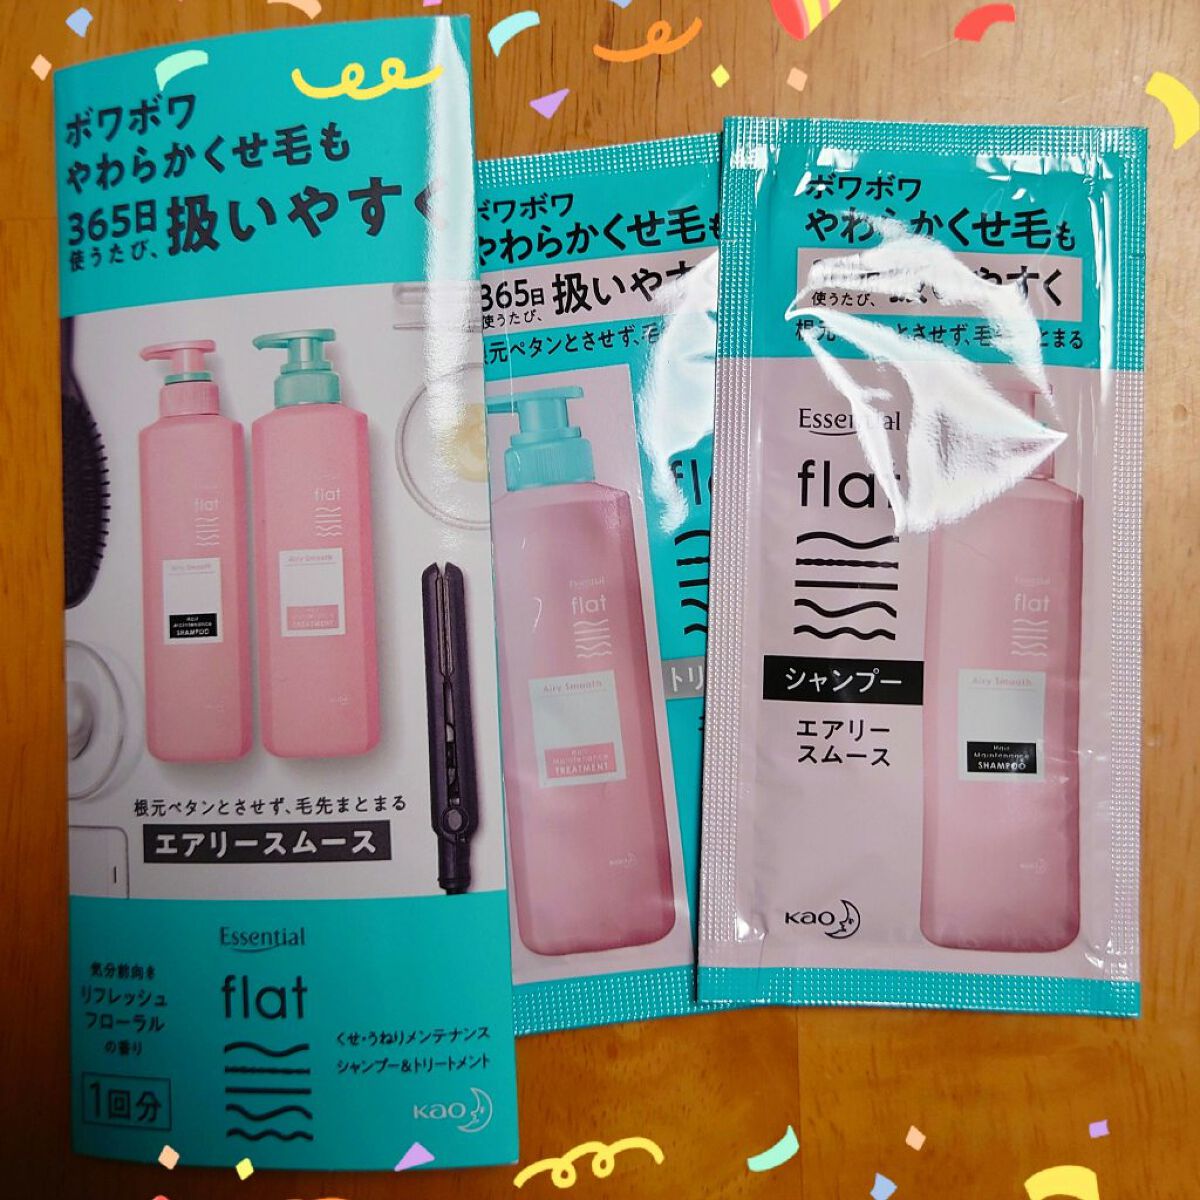 ボワボワ
やわらかくせ毛も
365日
使うたび、扱いやすく
flat
Airy Smooth
Hair
Maintenance
SHAMPOO
flat
Airy Smooth
TREATMENT
根元ペタンとさせず、毛先まとまる
エアリースムース
Essential
flat
気分前向き
リフレッシュ
フローラル
の香り
1回分
くせ・うねりメンテナンス
シャンプー&トリートメント
Kao
ボワボワ
やわらかくせ毛も
365日
使うたび、扱いやす
根元ペタンとさせず、毛
Essential
flat
Airy Smooth
Hair
Maintenance
TREATMENT
トリ
ボワボワ
やわらかくせ毛も
使うたび、
やすく
根元
ンとさせず、毛
まとまる
Essential
flat
シャンプー
エアリー
スムース
Essential
flat
Airy Smooth
Hair
Maintenance
SHAMPOO
Kao